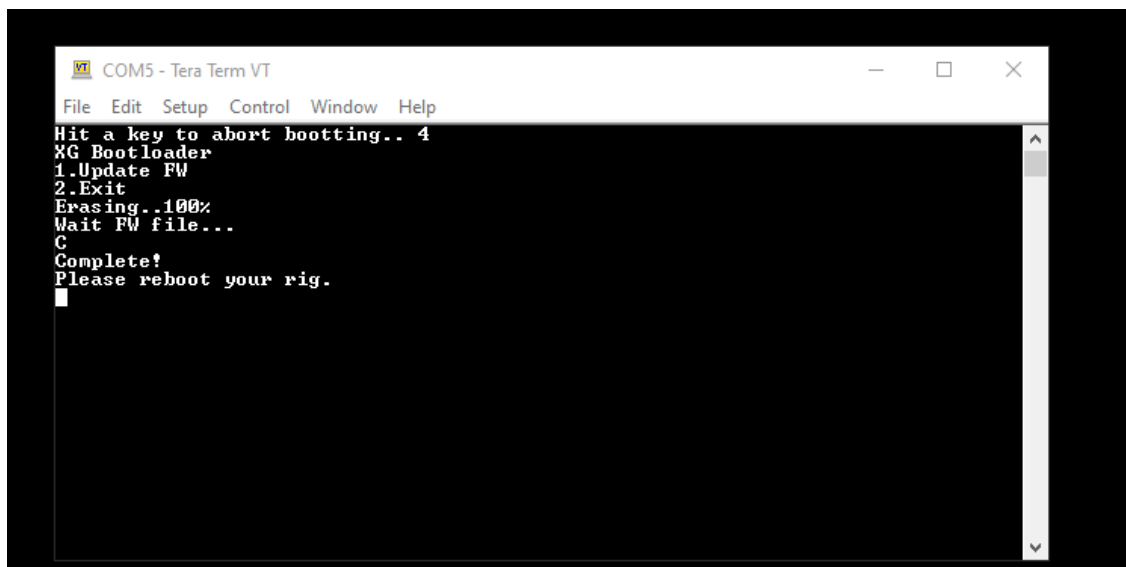 COM5 - Tera Term VT
File Edit Setup Control Window Help
Hit a key to abort bootting.. 4
XG Bootloader
1.Update FW
2.Exit
Erasing..100%
Wait FW file...
C
Complete!
Please reboot your rig.